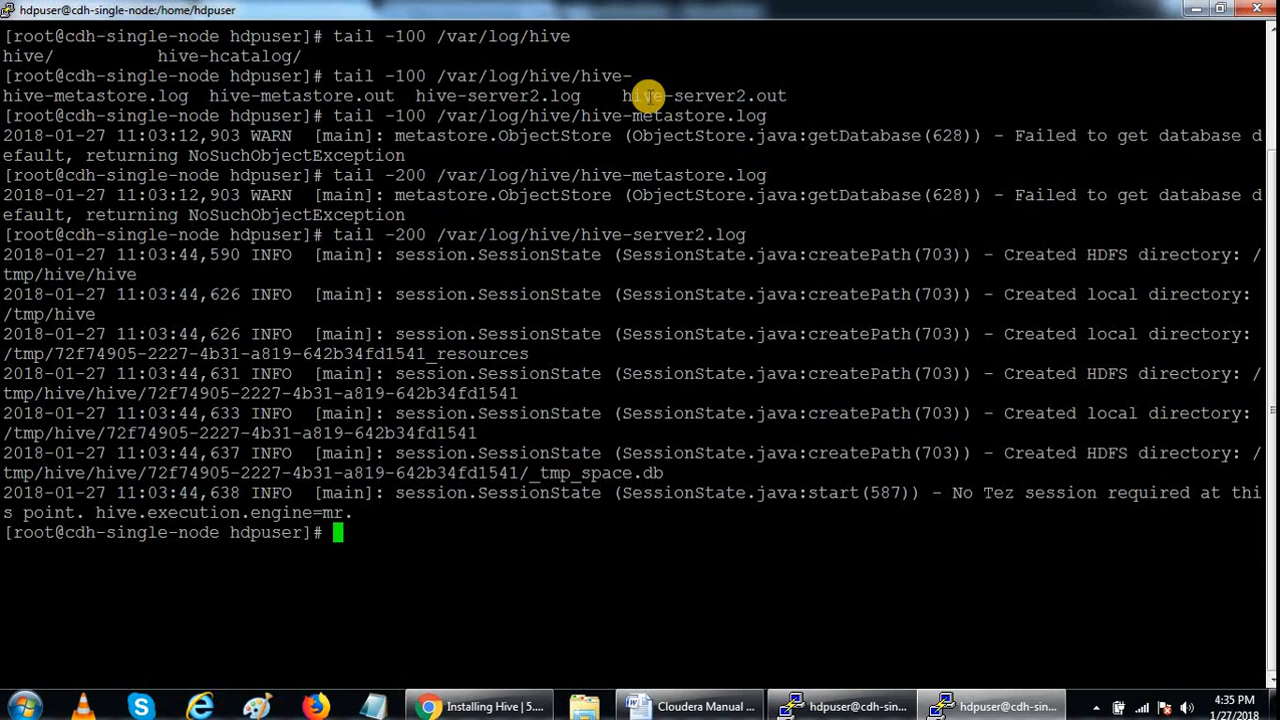 hdpuser@cdh-single-node:/home/hdpuser
[root@cdh-single-node hdpuser]# tail -100 /var/log/hive
hive/          hive-hcatalog/
[root@cdh-single-node hdpuser]# tail -100 /var/log/hive/hive-
hive-metastore.log  hive-metastore.out  hive-server2.log    hive-server2.out
[root@cdh-single-node hdpuser]# tail -100 /var/log/hive/hive-metastore.log
2018-01-27 11:03:12,903 WARN  [main]: metastore.ObjectStore (ObjectStore.java:getDatabase(628)) - Failed to get database d
efault, returning NoSuchObjectException
[root@cdh-single-node hdpuser]# tail -200 /var/log/hive/hive-metastore.log
2018-01-27 11:03:12,903 WARN  [main]: metastore.ObjectStore (ObjectStore.java:getDatabase(628)) - Failed to get database d
efault, returning NoSuchObjectException
[root@cdh-single-node hdpuser]# tail -200 /var/log/hive/hive-server2.log
2018-01-27 11:03:44,590 INFO  [main]: session.SessionState (SessionState.java:createPath(703)) - Created HDFS directory: /
tmp/hive/hive
2018-01-27 11:03:44,626 INFO  [main]: session.SessionState (SessionState.java:createPath(703)) - Created local directory:
/tmp/hive
2018-01-27 11:03:44,626 INFO  [main]: session.SessionState (SessionState.java:createPath(703)) - Created local directory:
/tmp/72f74905-2227-4b31-a819-642b34fd1541_resources
2018-01-27 11:03:44,631 INFO  [main]: session.SessionState (SessionState.java:createPath(703)) - Created HDFS directory: /
tmp/hive/hive/72f74905-2227-4b31-a819-642b34fd1541
2018-01-27 11:03:44,633 INFO  [main]: session.SessionState (SessionState.java:createPath(703)) - Created local directory:
/tmp/hive/72f74905-2227-4b31-a819-642b34fd1541
2018-01-27 11:03:44,637 INFO  [main]: session.SessionState (SessionState.java:createPath(703)) - Created HDFS directory: /
tmp/hive/hive/72f74905-2227-4b31-a819-642b34fd1541/_tmp_space.db
2018-01-27 11:03:44,638 INFO  [main]: session.SessionState (SessionState.java:start(587)) - No Tez session required at thi
s point. hive.execution.engine=mr.
[root@cdh-single-node hdpuser]#
Installing Hive | 5.... Cloudera Manual ... hdpuser@cdh-sin... hdpuser@cdh-sin... 4:35 PM
1/27/2018